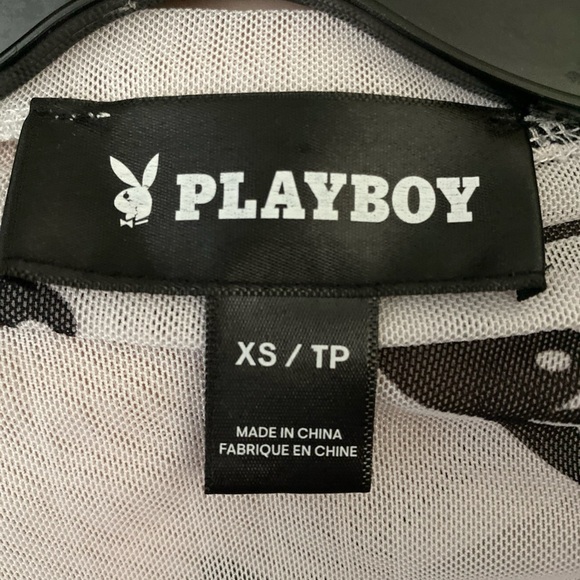 PLAYBOY
XS / TP
MADE IN CHINA
FABRIQUE EN CHINE